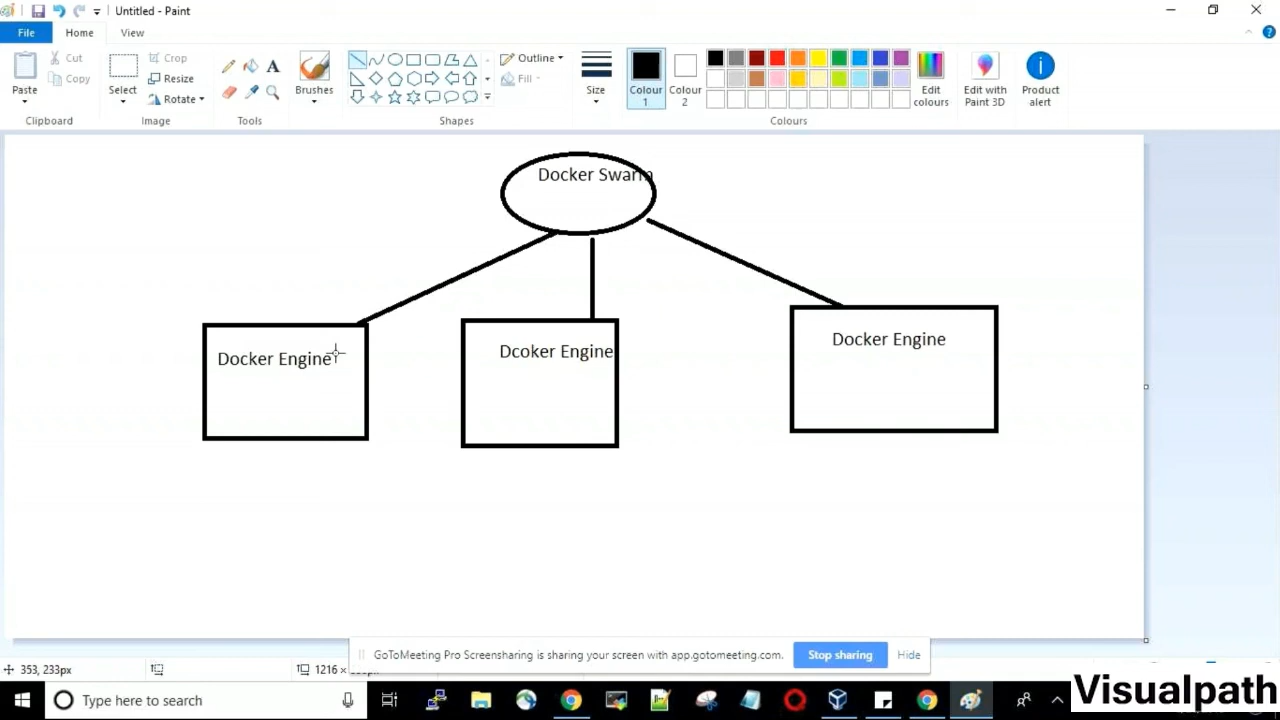 Untitled - Paint
File Home View
Paste
Cut
Copy
Clipboard
Select
Crop
Resize
Rotate
Image
Tools
Brushes
Shapes
Outline
Fill
Size
Colour 1
Colour 2
Edit colours
Edit with Paint 3D
Product alert
Colours
Docker Swarm
Docker Engine
Dcoker Engine
Docker Engine
GoToMeeting Pro Screensharing is sharing your screen with app.gotomeeting.com.
Stop sharing
Hide
353, 233px
1216 ×
Type here to search
Visualpath